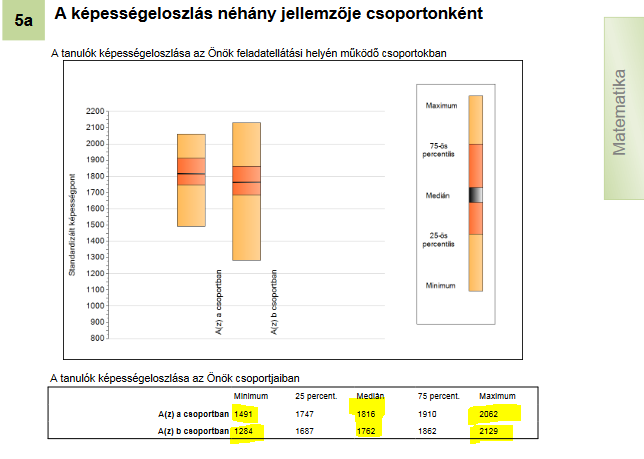 5a
A képességeloszlás néhány jellemzője csoportonként
A tanulók képességeloszlása az Önök feladatellátási helyén működő csoportokban
Matematika
Standardizált képességpont
2200
2100
2000
1900
1800
1700
1600
1500
1400
1300
1200
1100
1000
900
800
A(z) a csoportban
A(z) b csoportban
Maximum
75-ös
percentilis
Medián
25-ös
percentilis
Minimum
A tanulók képességeloszlása az Önök csoportjaiban
Minimum 25 percent. Medián 75 percent. Maximum
A(z) a csoportban 1491 1747 1816 1910 2062
A(z) b csoportban 1284 1687 1762 1862 2129